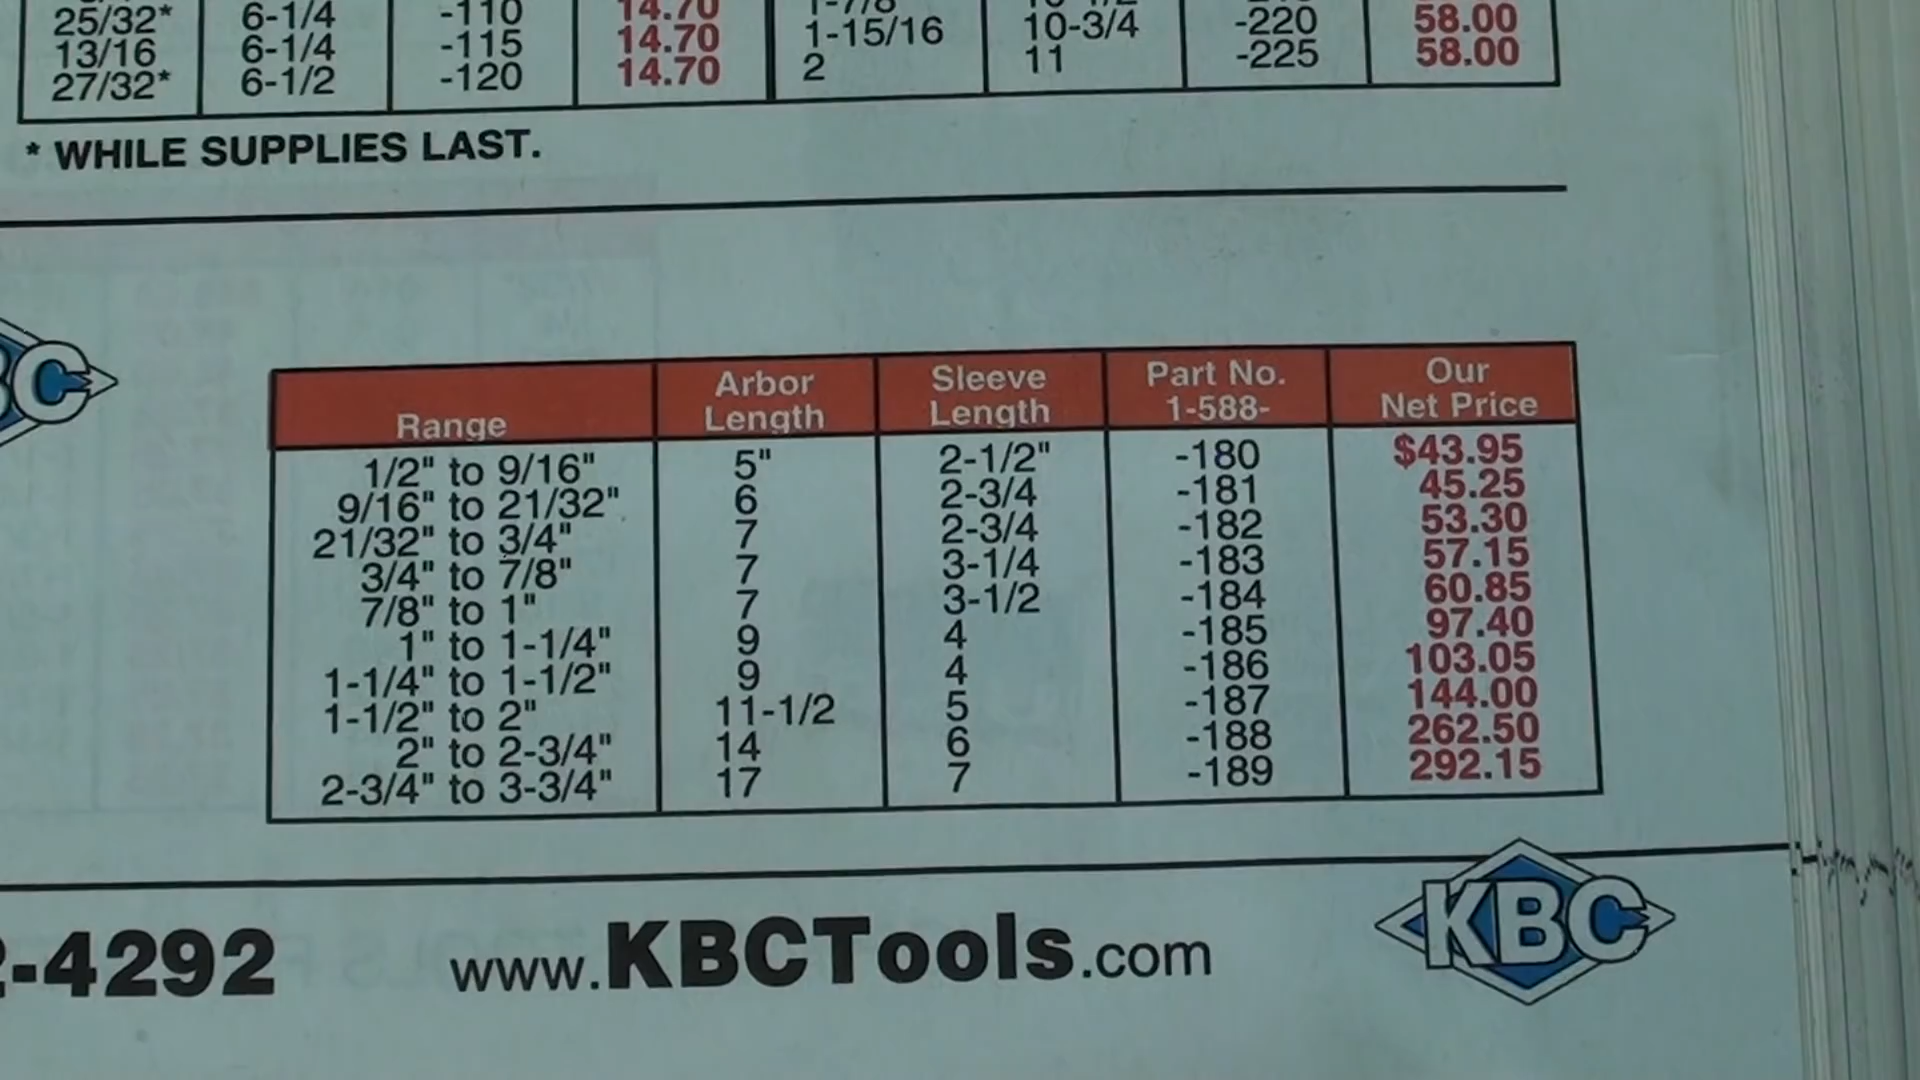 25/32* 6-1/4 -110 14.70 1-7/8
13/16 6-1/4 -115 14.70 1-15/16 10-3/4 -220 58.00
27/32* 6-1/2 -120 14.70 2 11 -225 58.00
* WHILE SUPPLIES LAST.
Range Arbor Length Sleeve Length Part No. 1-588- Our Net Price
1/2" to 9/16" 5" 2-1/2" -180 $43.95
9/16" to 21/32" 6 2-3/4 -181 45.25
21/32" to 3/4" 7 2-3/4 -182 53.30
3/4" to 7/8" 7 3-1/4 -183 57.15
7/8" to 1" 7 3-1/2 -184 60.85
1" to 1-1/4" 9 4 -185 97.40
1-1/4" to 1-1/2" 9 4 -186 103.05
1-1/2" to 2" 11-1/2 5 -187 144.00
2" to 2-3/4" 14 6 -188 262.50
2-3/4" to 3-3/4" 17 7 -189 292.15
-4292 www.KBCTools.com KBC